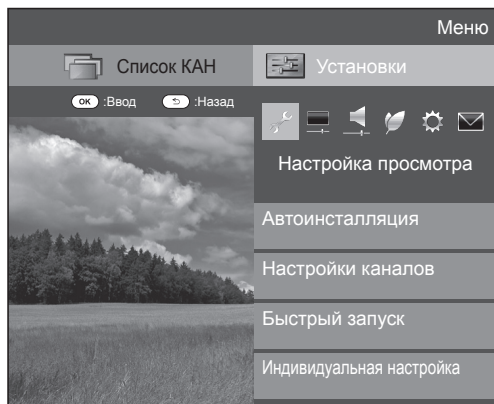 Меню
Список КАН
Установки
OK :Ввод :Назад
Настройка просмотра
Автоинсталляция
Настройки каналов
Быстрый запуск
Индивидуальная настройка